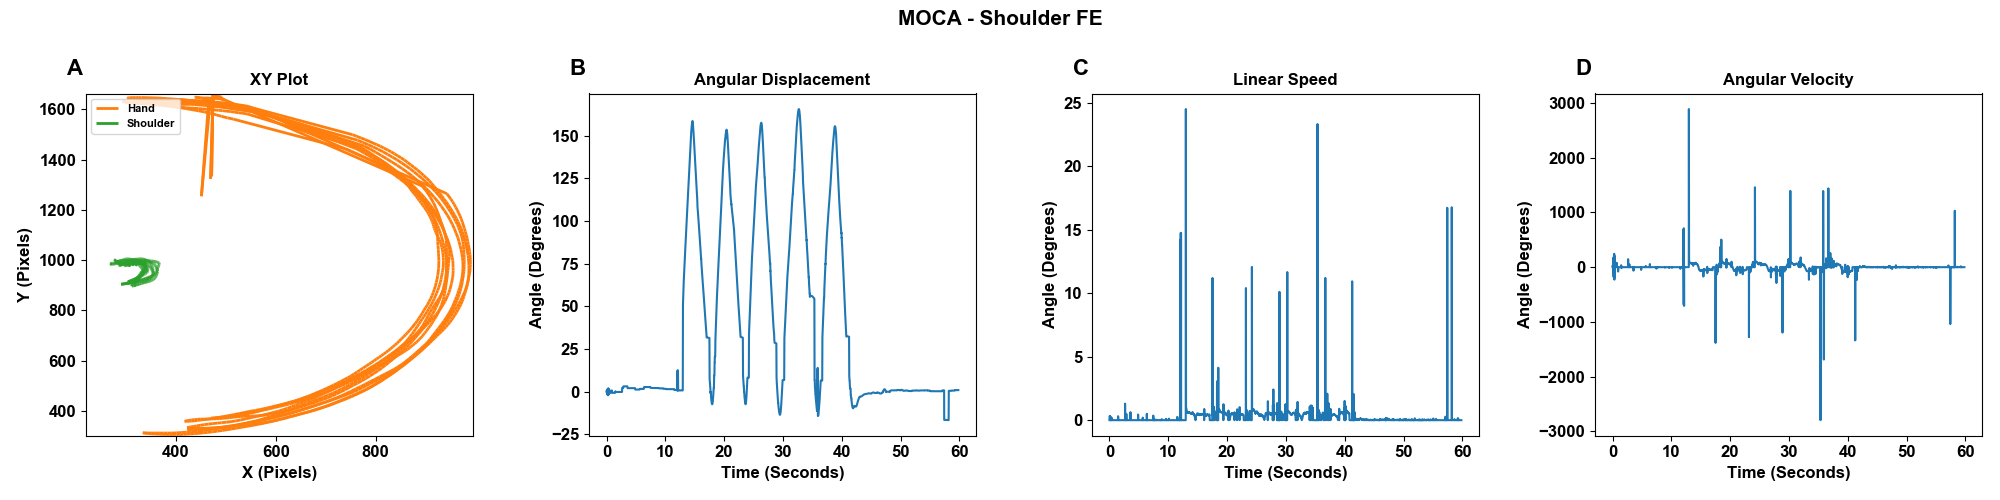 MOCA - Shoulder FE
A
XY Plot
Hand
Shoulder
1600
1400
1200
1000
800
600
400
Y (Pixels)
400 600 800
X (Pixels)
B
Angular Displacement
150
125
100
75
50
25
0
−25
Angle (Degrees)
0 10 20 30 40 50 60
Time (Seconds)
C
Linear Speed
25
20
15
10
5
0
Angle (Degrees)
0 10 20 30 40 50 60
Time (Seconds)
D
Angular Velocity
3000
2000
1000
0
−1000
−2000
−3000
Angle (Degrees)
0 10 20 30 40 50 60
Time (Seconds)